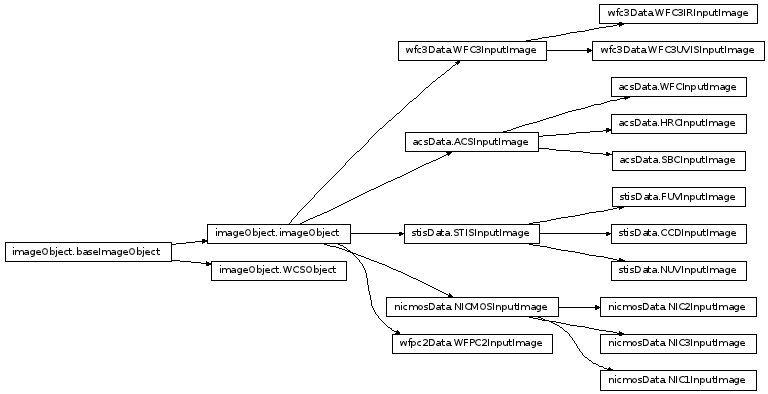 wfc3Data.WFC3IRInputImage
wfc3Data.WFC3InputImage
wfc3Data.WFC3UVISInputImage
acsData.WFCInputImage
acsData.HRCInputImage
acsData.ACSInputImage
acsData.SBCInputImage
stisData.FUVInputImage
imageObject.imageObject
stisData.STISInputImage
stisData.CCDInputImage
imageObject.baseImageObject
imageObject.WCSObject
stisData.NUVInputImage
nicmosData.NICMOSInputImage
nicmosData.NIC2InputImage
wfpc2Data.WFPC2InputImage
nicmosData.NIC3InputImage
nicmosData.NIC1InputImage